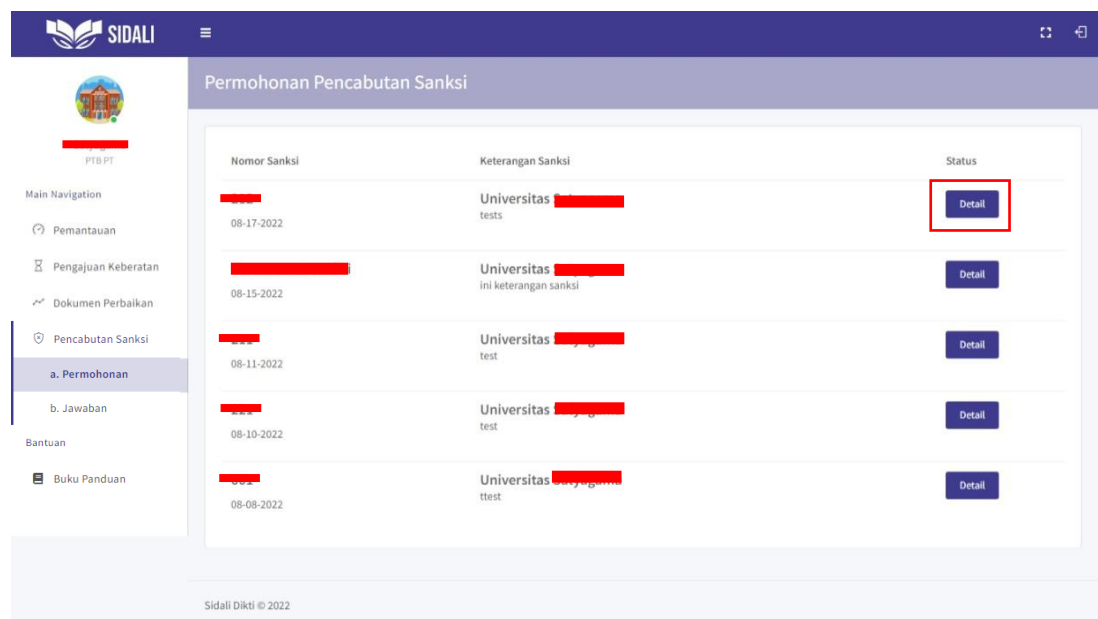 SIDALI
Permohonan Pencabutan Sanksi
PTB PT
Main Navigation
Pemantauan
Pengajuan Keberatan
Dokumen Perbaikan
Pencabutan Sanksi
a. Permohonan
b. Jawaban
Bantuan
Buku Panduan
Nomor Sanksi Keterangan Sanksi Status
Universitas
08-17-2022 tests Detail
Universitas
08-15-2022 ini keterangan sanksi Detail
Universitas
08-11-2022 test Detail
Universitas
08-10-2022 test Detail
Universitas
08-08-2022 ttest Detail
Sidali Dikti © 2022